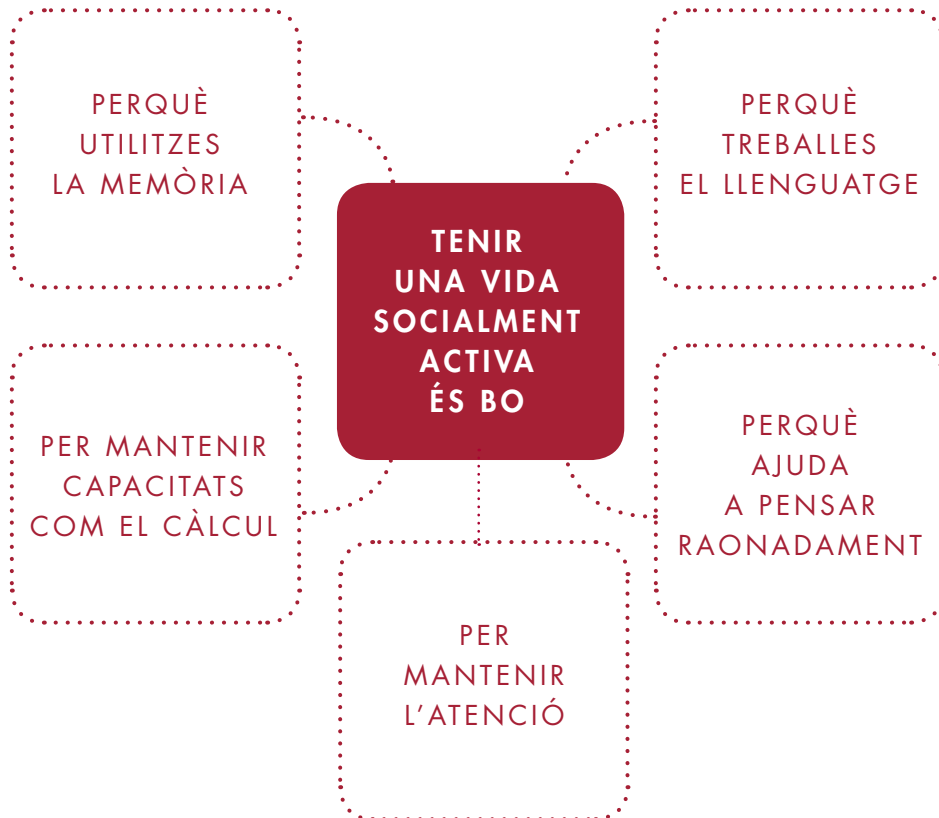 PERQUÈ
UTILITZES
LA MEMÒRIA
PERQUÈ
TREBALLES
EL LLENGUATGE
TENIR
UNA VIDA
SOCIALMENT
ACTIVA
ÉS BO
PER MANTENIR
CAPACITATS
COM EL CÀLCUL
PERQUÈ
AJUDA
A PENSAR
RAONADAMENT
PER
MANTENIR
L'ATENCIÓ